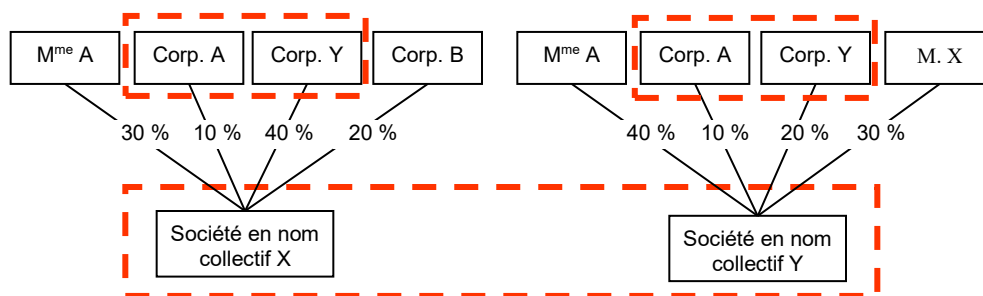 Mme A
Corp. A
Corp. Y
Corp. B
Mme A
Corp. A
Corp. Y
M. X
30 %
10 %
40 %
20 %
40 %
10 %
20 %
30 %
Société en nom
collectif X
Société en nom
collectif Y